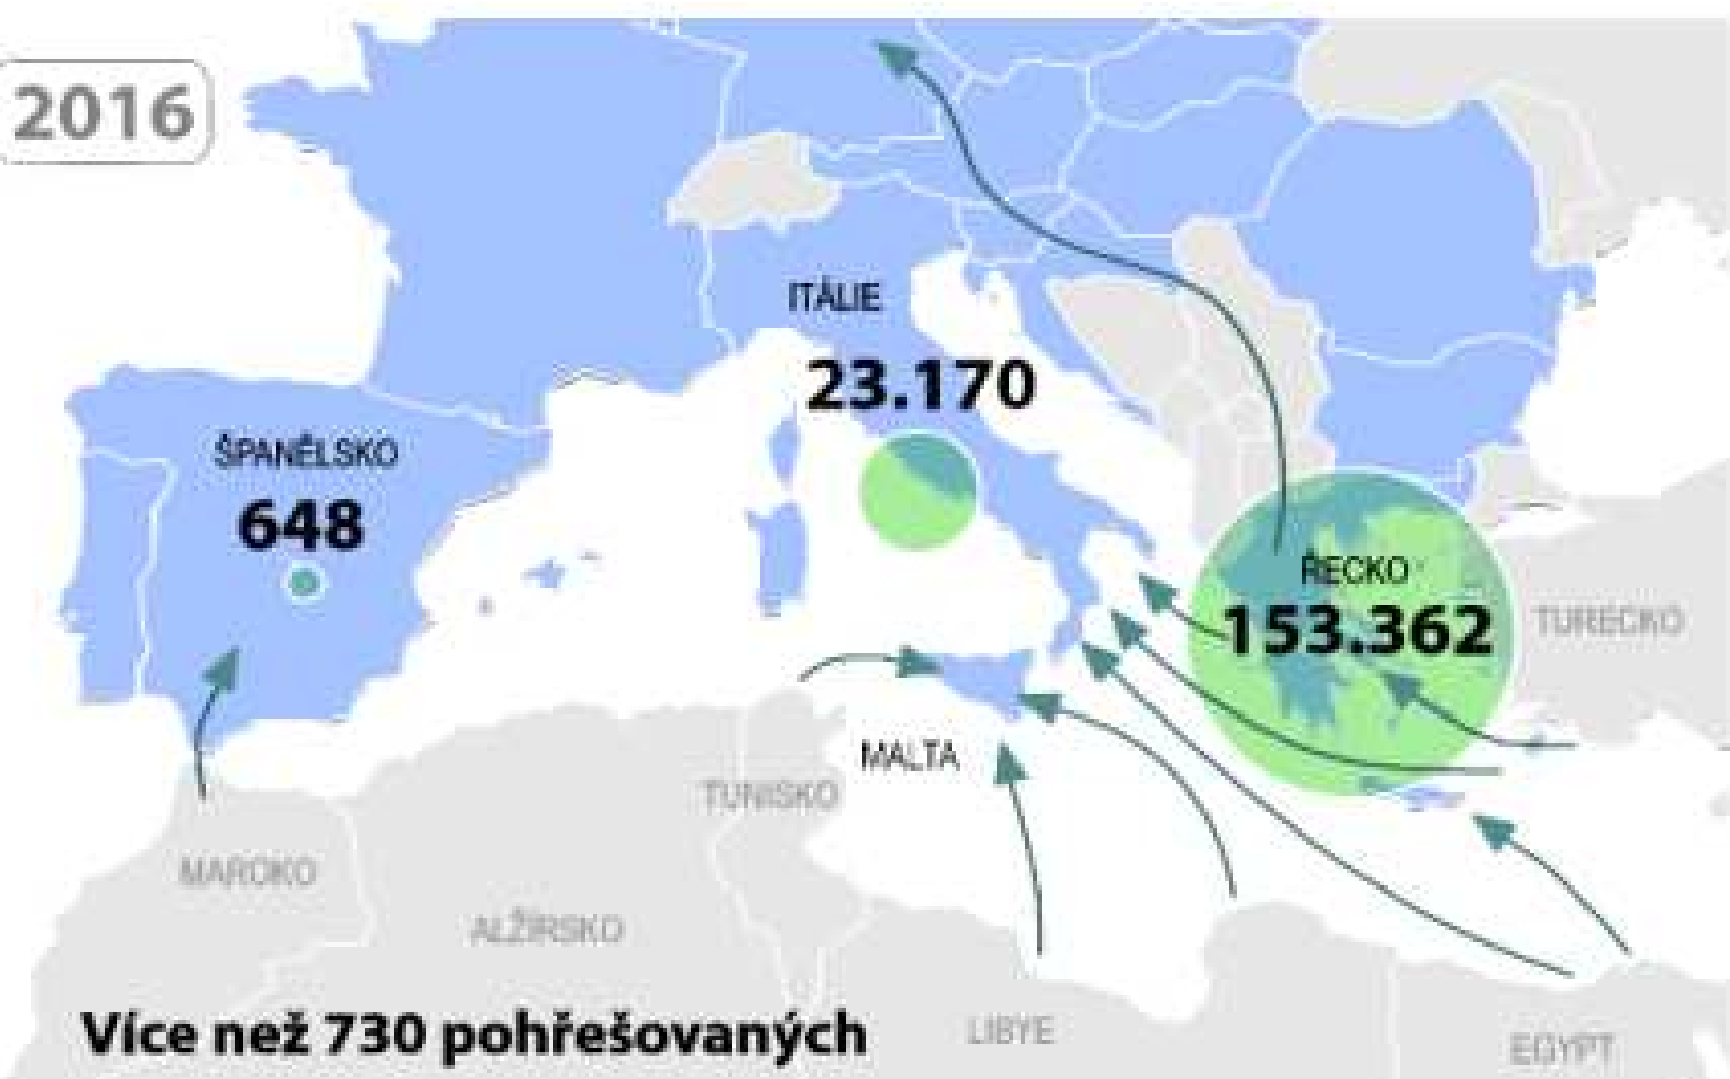 2016
ITÁLIE
23.170
ŠPANĚLSKO
648
ŘECKO
153.362
TURECKO
MALTA
TUNISKO
MAROKO
ALŽÍRSKO
Více než 730 pohřešovaných
LIBYE
EGYPT